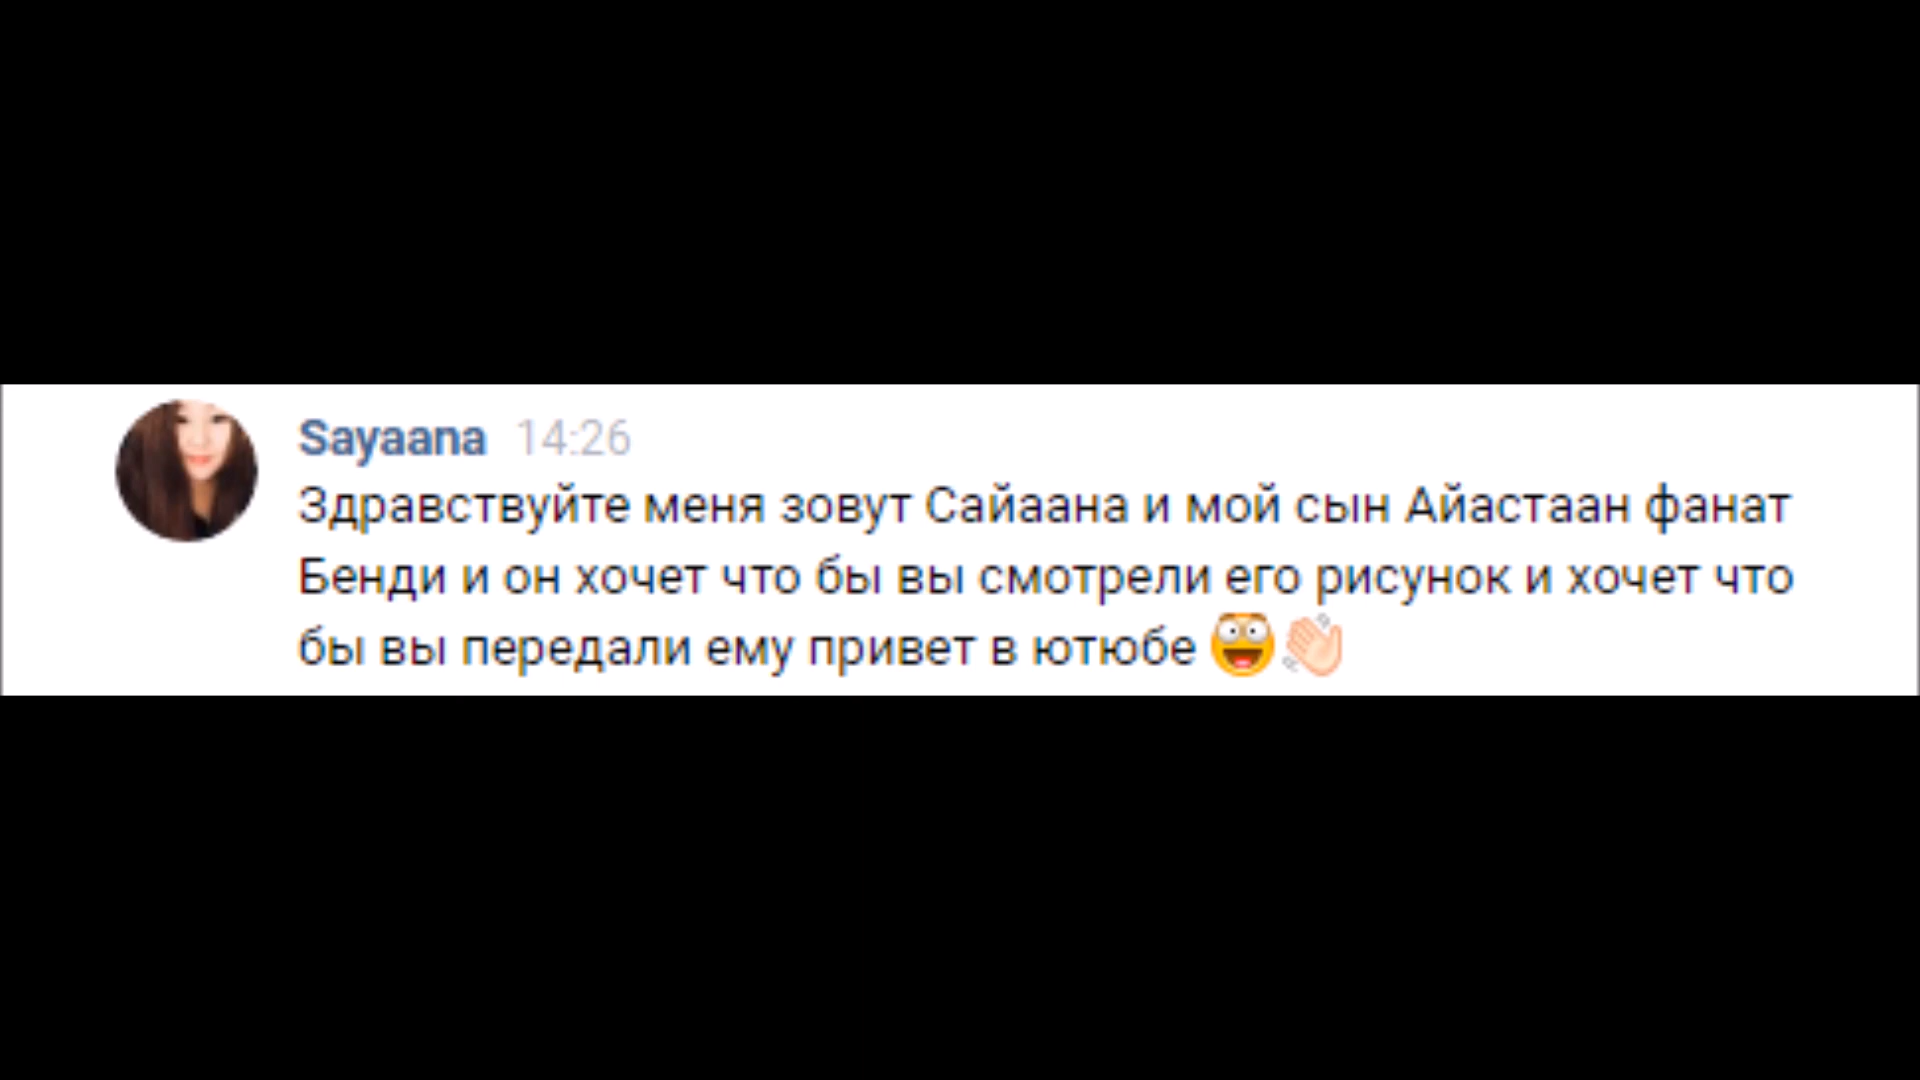 Sayaana 14:26
Здравствуйте меня зовут Сайаана и мой сын Айастаан фанат
Бенди и он хочет что бы вы смотрели его рисунок и хочет что
бы вы передали ему привет в ютюбе 😀👋